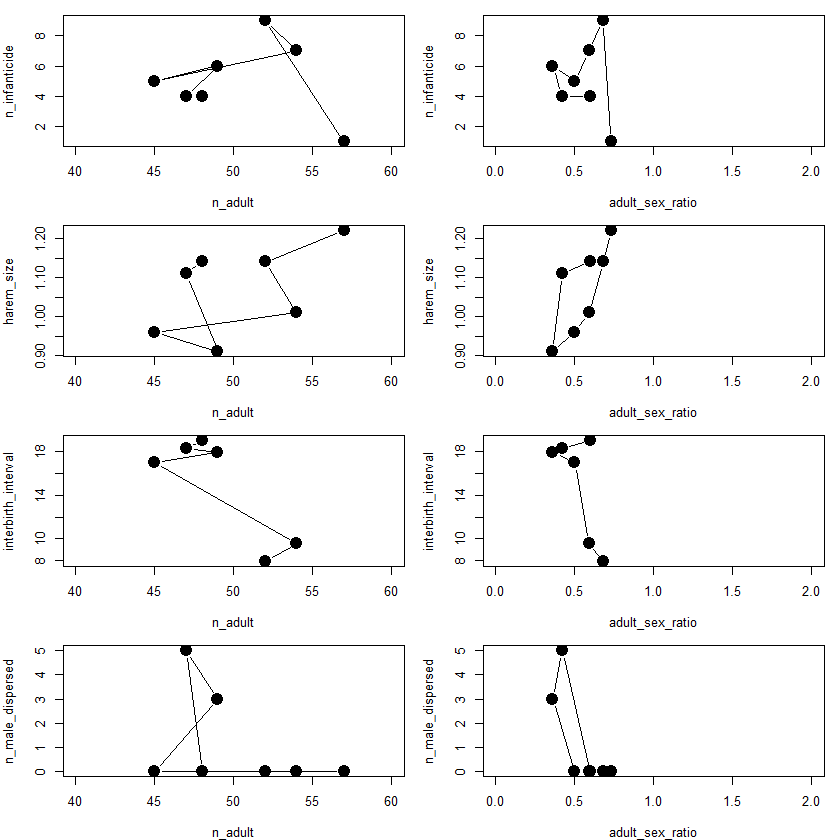 n_infanticide
2 4 6 8
40 45 50 55 60
n_adult
n_infanticide
2 4 6 8
0.0 0.5 1.0 1.5 2.0
adult_sex_ratio
harem_size
0.90 1.00 1.10 1.20
40 45 50 55 60
n_adult
harem_size
0.90 1.00 1.10 1.20
0.0 0.5 1.0 1.5 2.0
adult_sex_ratio
interbirth_interval
8 10 14 18
40 45 50 55 60
n_adult
interbirth_interval
8 10 14 18
0.0 0.5 1.0 1.5 2.0
adult_sex_ratio
n_male_dispersed
0 1 2 3 4 5
40 45 50 55 60
n_adult
n_male_dispersed
0 1 2 3 4 5
0.0 0.5 1.0 1.5 2.0
adult_sex_ratio